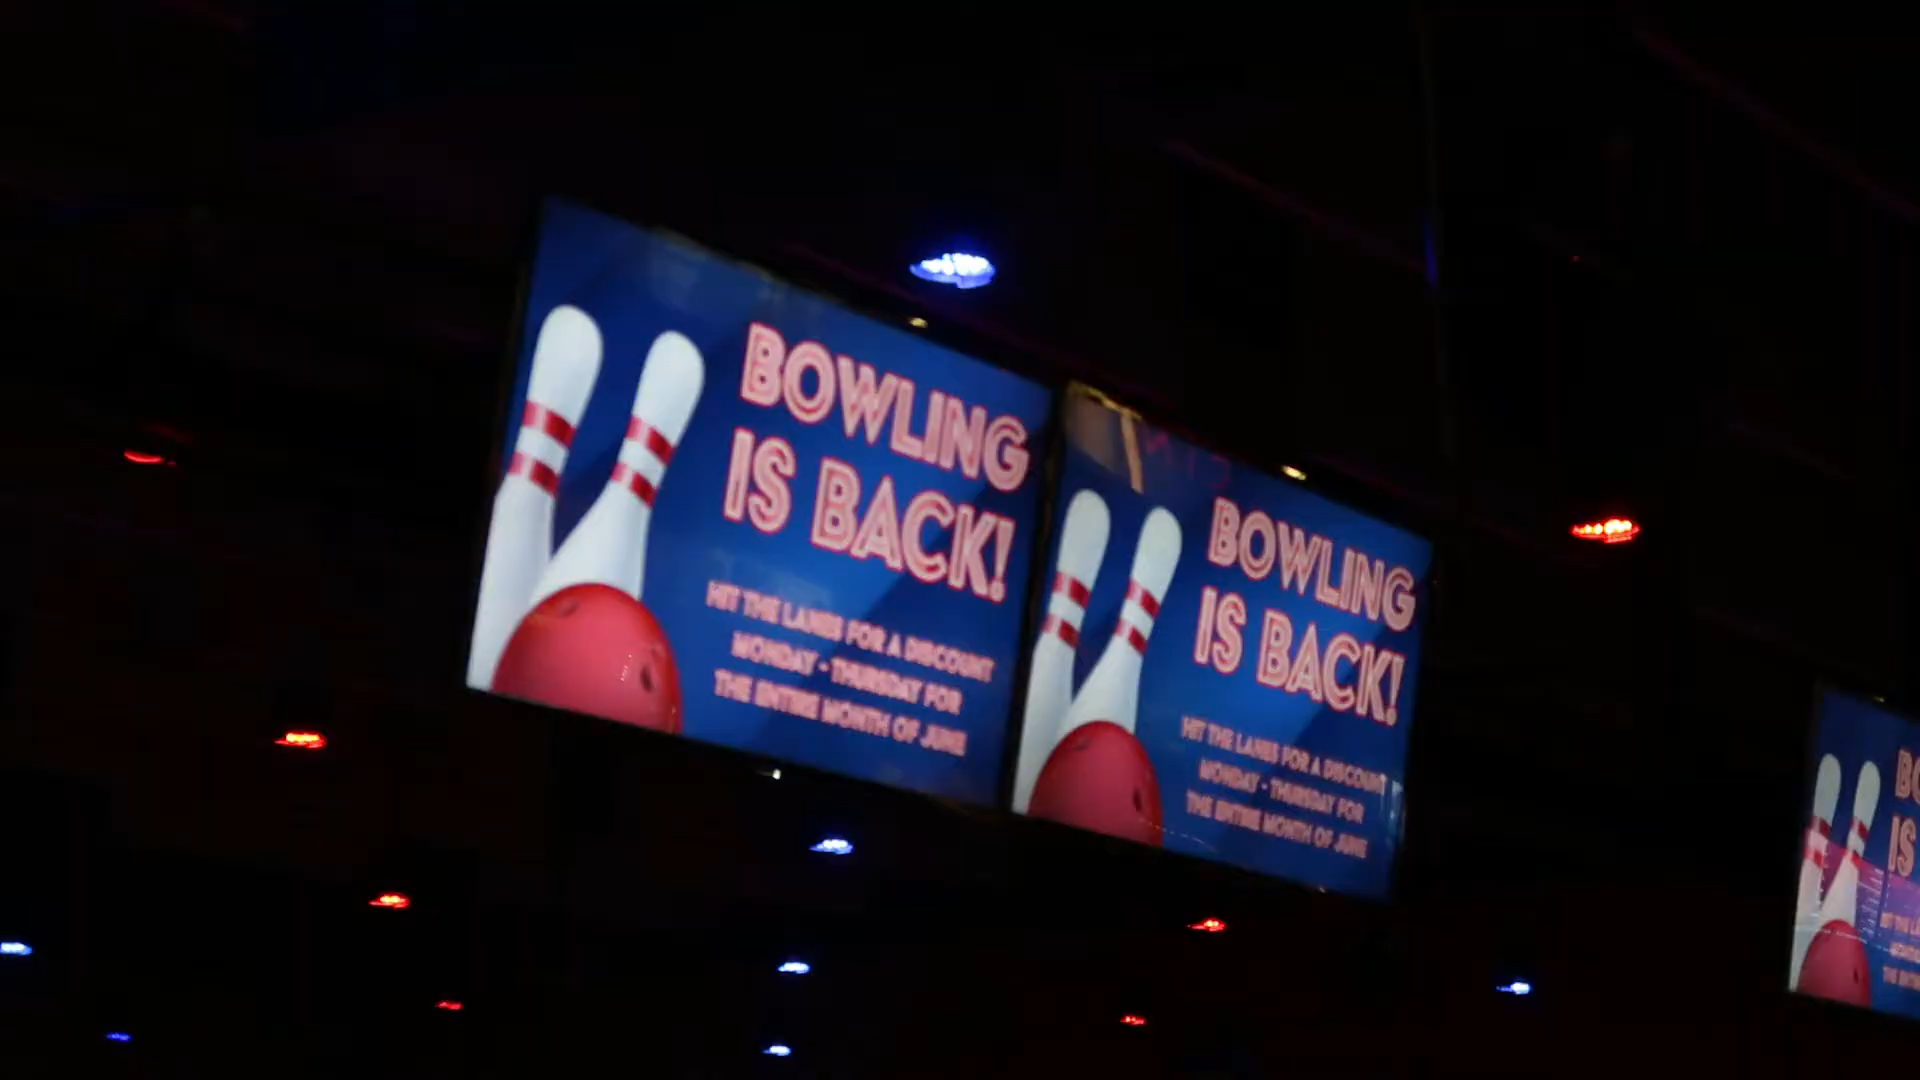 BOWLING
IS BACK!
HIT THE LANES FOR A DISCOUNT
MONDAY - THURSDAY FOR
THE ENTIRE MONTH OF JUNE
BOWLING
IS BACK!
HIT THE LANES FOR A DISCOUNT
MONDAY - THURSDAY FOR
THE ENTIRE MONTH OF JUNE
IS